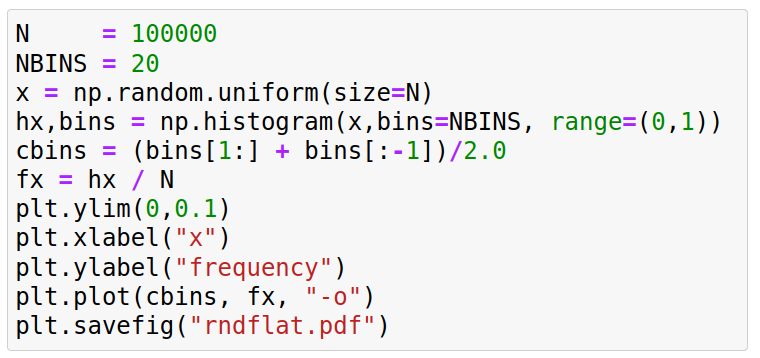 N     = 100000
NBINS = 20
x = np.random.uniform(size=N)
hx,bins = np.histogram(x,bins=NBINS, range=(0,1))
cbins = (bins[1:] + bins[:-1])/2.0
fx = hx / N
plt.ylim(0,0.1)
plt.xlabel("x")
plt.ylabel("frequency")
plt.plot(cbins, fx, "-o")
plt.savefig("rndflat.pdf")